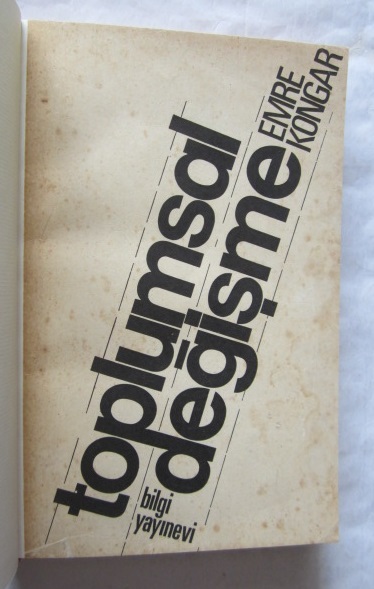 toplumsal
değişme
EMRE
KONGAR
bilgi
yayınevi